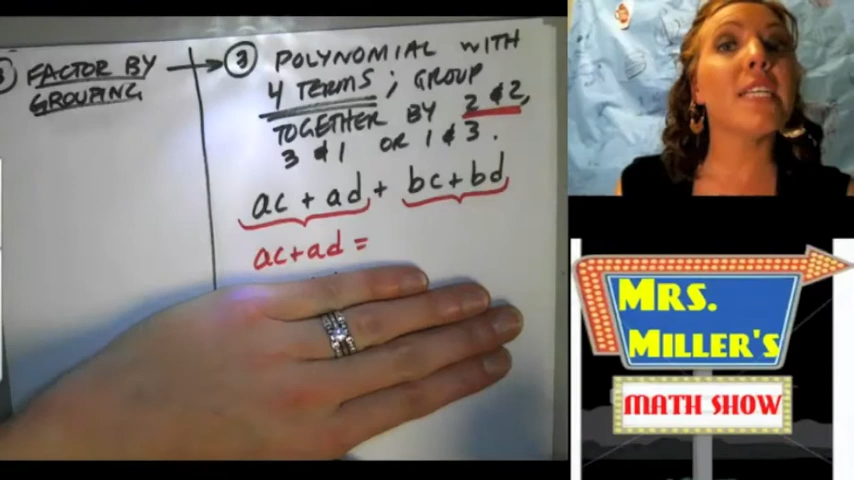 FACTOR BY
GROUPING
③ POLYNOMIAL WITH
4 TERMS; GROUP
TOGETHER BY 2 & 2,
3 & 1 OR 1 & 3.
ac + ad + bc + bd
ac + ad =
MRS.
MILLER'S
MATH SHOW